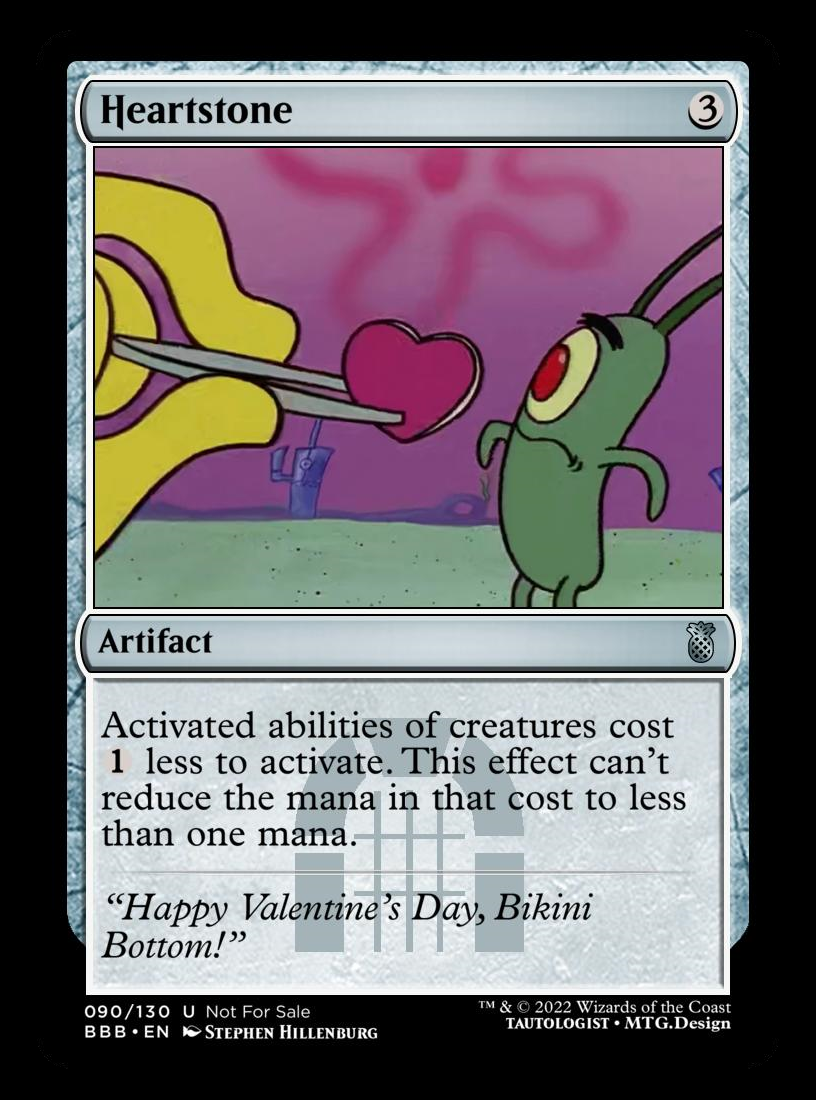 Heartstone 3
Artifact
Activated abilities of creatures cost
1 less to activate. This effect can't
reduce the mana in that cost to less
than one mana.
“Happy Valentine's Day, Bikini
Bottom!”
090/130 U Not For Sale
BBB • EN STEPHEN HILLENBURG
™ & © 2022 Wizards of the Coast
TAUTOLOGIST • MTG.Design